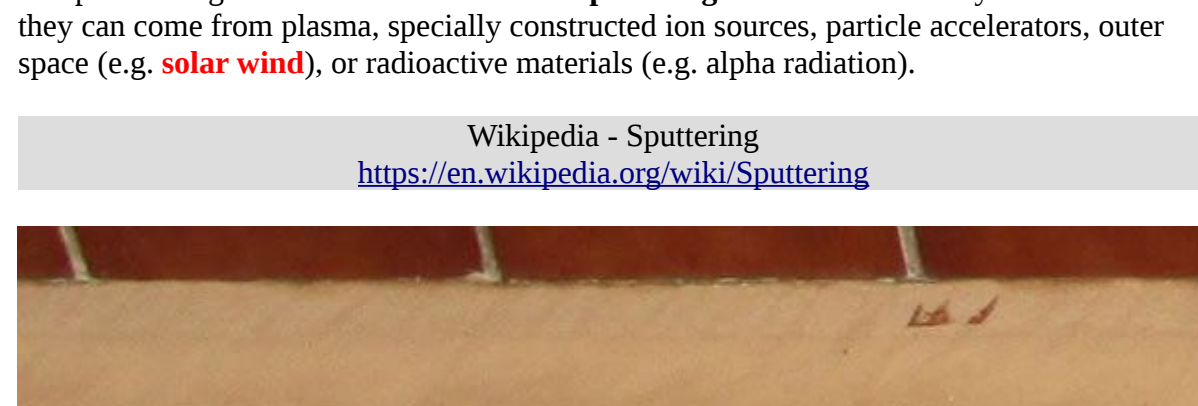 they can come from plasma, specially constructed ion sources, particle accelerators, outer
space (e.g. solar wind), or radioactive materials (e.g. alpha radiation).
Wikipedia - Sputtering
https://en.wikipedia.org/wiki/Sputtering